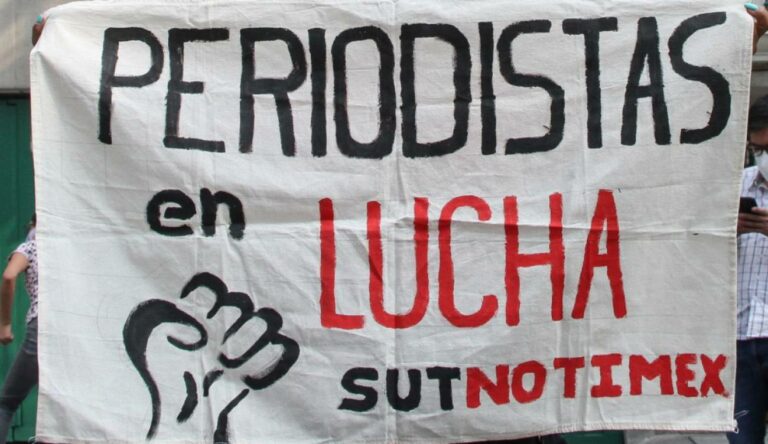 PERIODISTAS
en LUCHA
SUTNOTIMEX